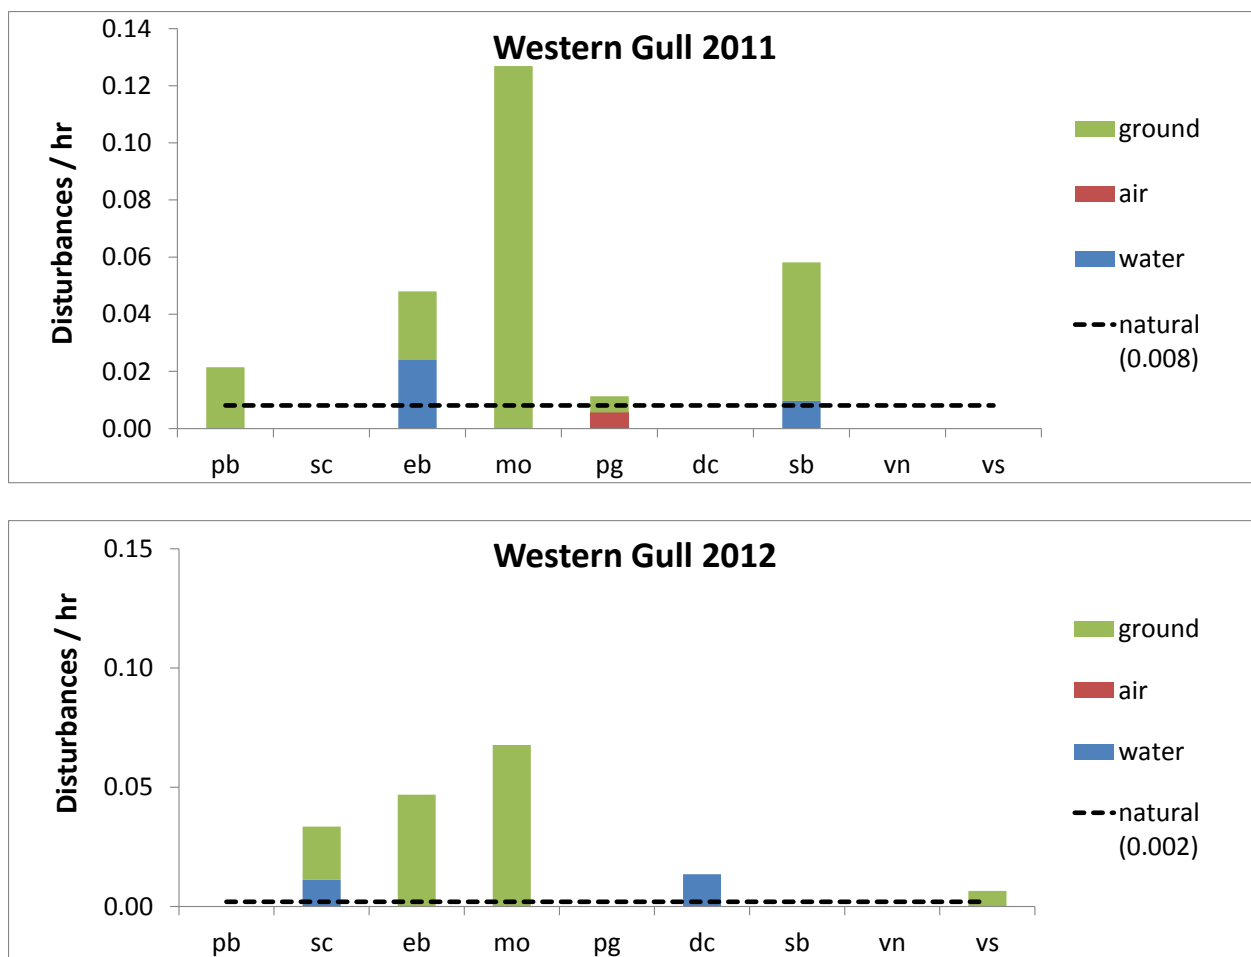 Western Gull 2011
Disturbances / hr
0.14
0.12
0.10
0.08
0.06
0.04
0.02
0.00
pb sc eb mo pg dc sb vn vs
ground
air
water
natural
(0.008)
Western Gull 2012
Disturbances / hr
0.15
0.10
0.05
0.00
pb sc eb mo pg dc sb vn vs
ground
air
water
natural
(0.002)